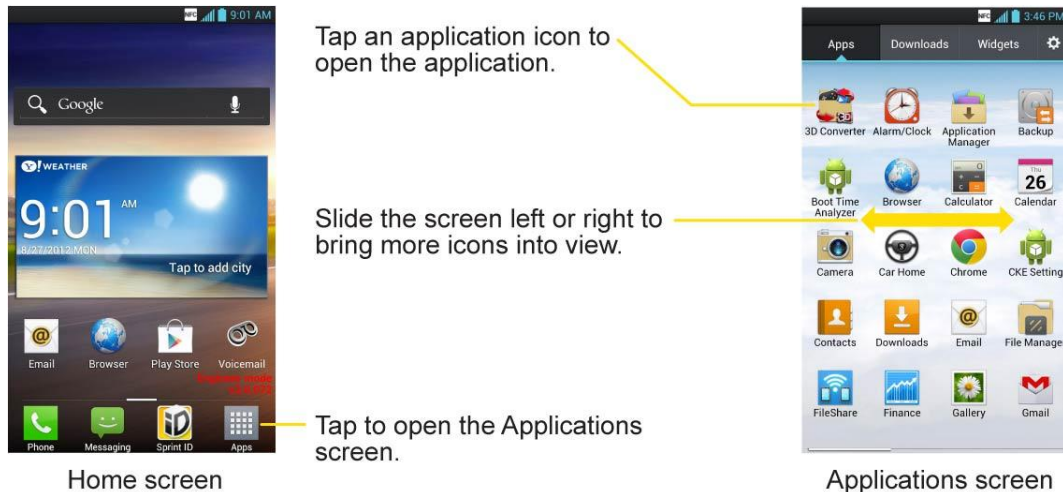 NFC 9:01 AM
Google
Y! WEATHER
9:01 AM
8/27/2012 MON
Tap to add city
Email Browser Play Store Voicemail
Phone Messaging Sprint ID Apps
Home screen
Tap an application icon to
open the application.
Slide the screen left or right to
bring more icons into view.
Tap to open the Applications
screen.
NFC 3:46 PM
Apps Downloads Widgets
3D Converter Alarm/Clock Application
Manager Backup
Thu
26
Boot Time
Analyzer Browser Calculator Calendar
Camera Car Home Chrome CKE Setting
Contacts Downloads Email File Manage
FileShare Finance Gallery Gmail
Applications screen